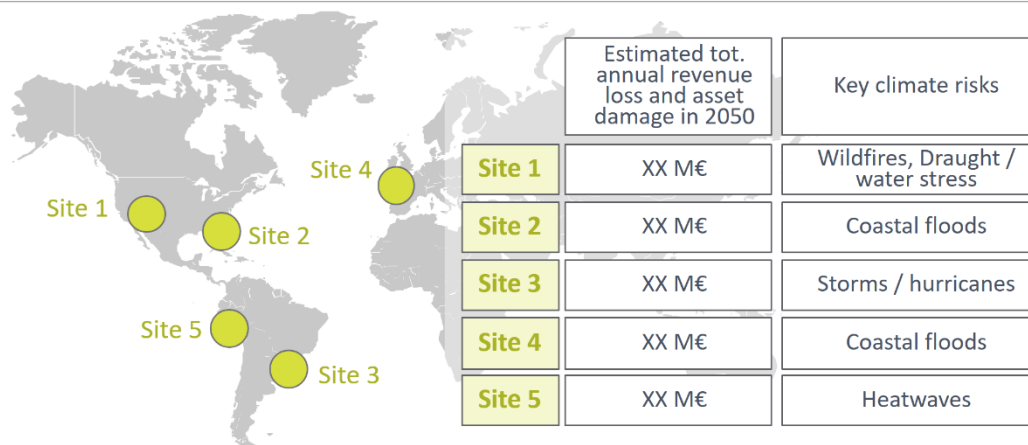 Estimated tot.
annual revenue
loss and asset
damage in 2050
Key climate risks
Site 1
Site 2
Site 3
Site 4
Site 5
Site 1
XX M€
Wildfires, Draught /
water stress
Site 2
XX M€
Coastal floods
Site 3
XX M€
Storms / hurricanes
Site 4
XX M€
Coastal floods
Site 5
XX M€
Heatwaves